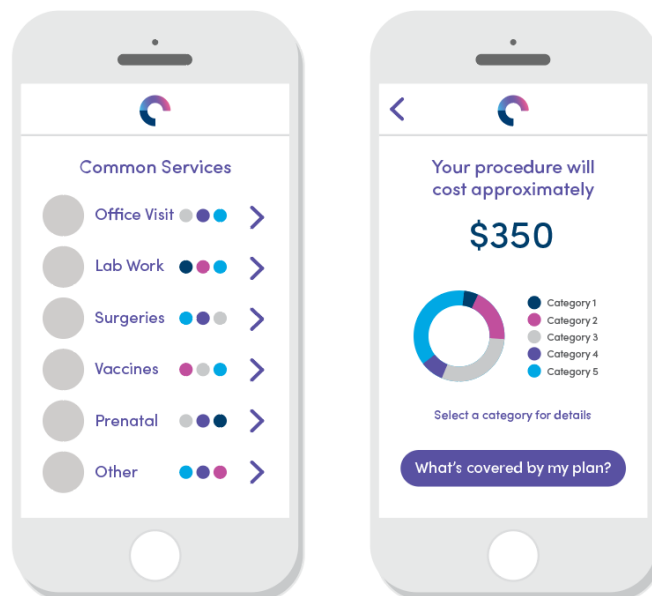 Common Services
Office Visit
Lab Work
Surgeries
Vaccines
Prenatal
Other
Your procedure will
cost approximately
$350
Category 1
Category 2
Category 3
Category 4
Category 5
Select a category for details
What's covered by my plan?